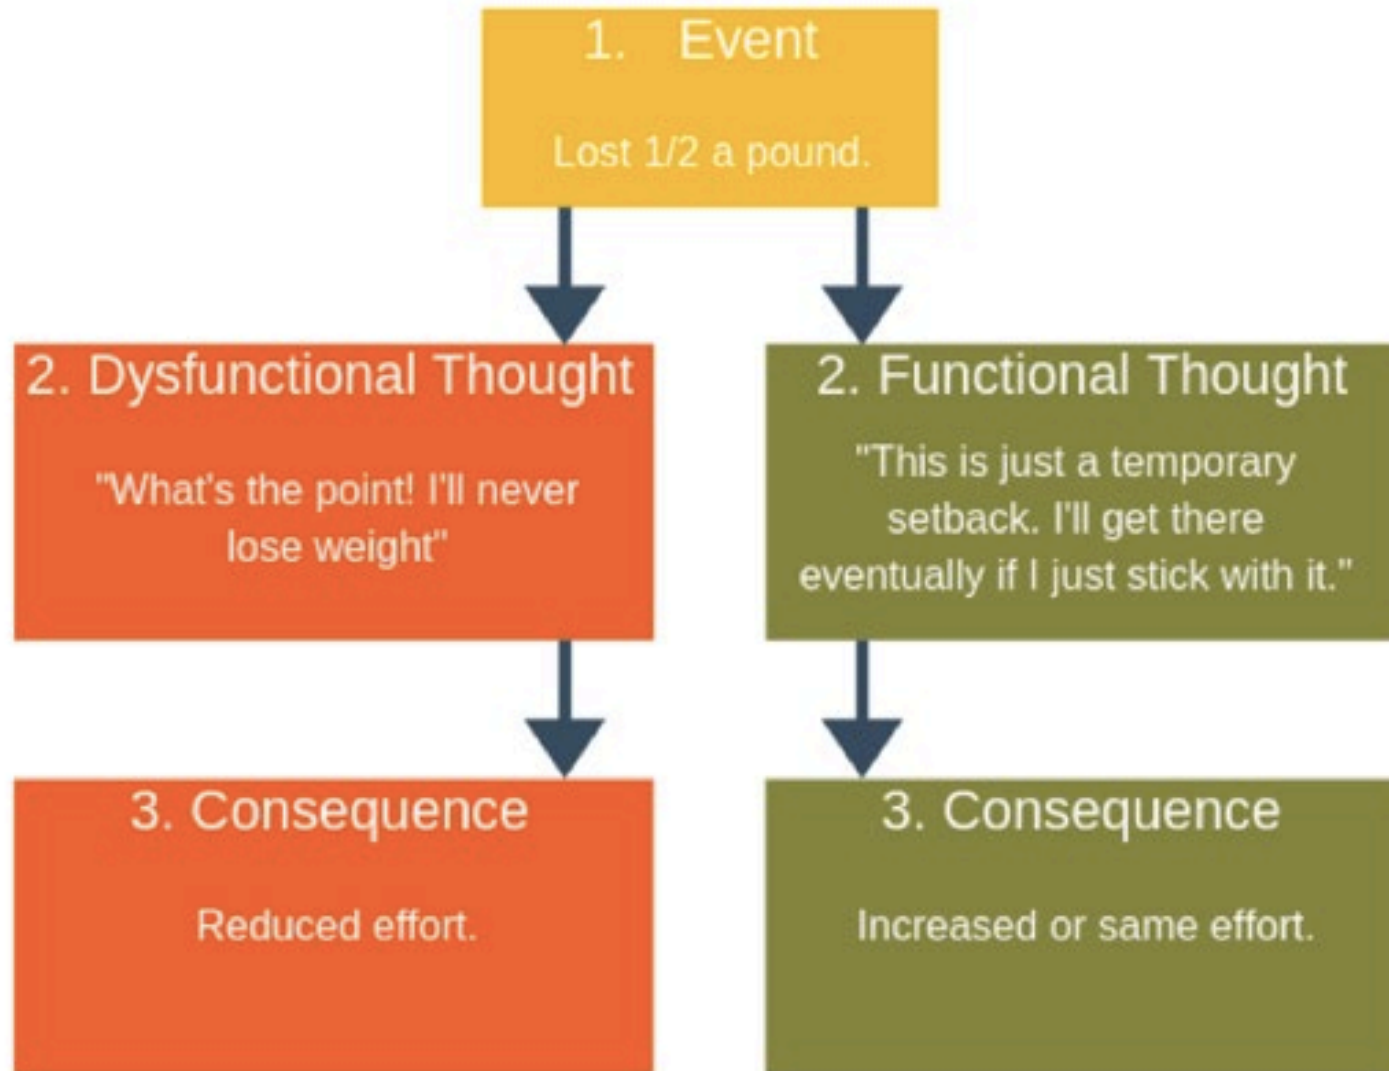 1. Event
Lost 1/2 a pound.
2. Dysfunctional Thought
"What's the point! I'll never
lose weight"
2. Functional Thought
"This is just a temporary
setback. I'll get there
eventually if I just stick with it."
3. Consequence
Reduced effort.
3. Consequence
Increased or same effort.